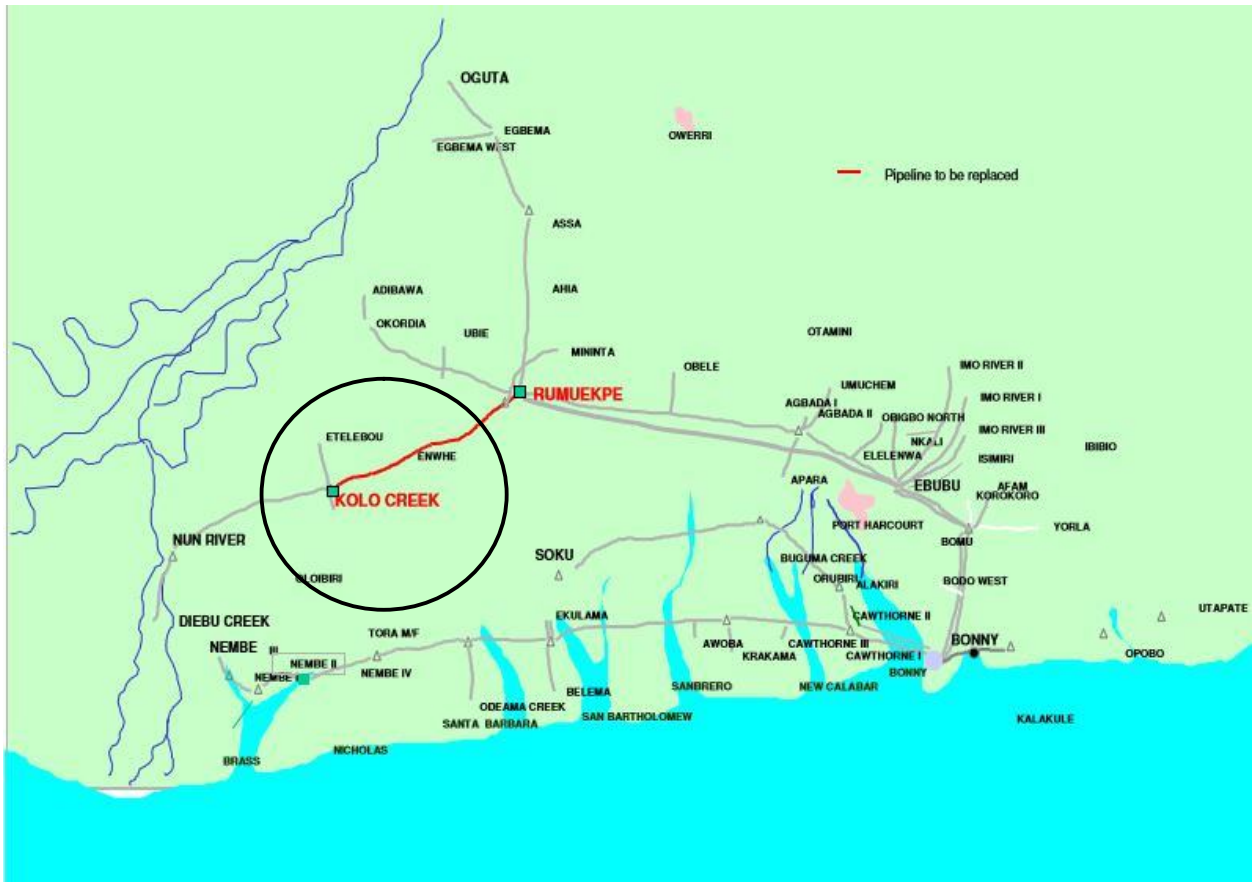 OGUTA
EGBEMA
OWERRI
EGBEMA WEST
Pipeline to be replaced
ASSA
ADIBAWA
AHIA
OKORDIA
UBIE
OTAMINI
MININTA
OBELE
IMO RIVER II
UMUCHEM
RUMUEKPE
AGBADA I
IMO RIVER I
AGBADA II
OBIGBO NORTH
IMO RIVER III
ETELEBOU
NKALI
IBIBIO
ENWHE
ELELENWA
ISIMIRI
APARA
EBUBU
AFAM
KOLO CREEK
KOROKORO
PORT HARCOURT
YORLA
NUN RIVER
BOMU
SOKU
BUGUMA CREEK
OLOIBIRI
ORUBIRI
ALAKIRI
BODO WEST
UTAPATE
DIEBU CREEK
EKULAMA
CAWTHORNE II
TORA M/F
NEMBE
III
AWOBA
CAWTHORNE III
BONNY
KRAKAMA
CAWTHORNE I
OPOBO
NEMBE II
NEMBE I
NEMBE IV
BONNY
BELEMA
SANBRERO
NEW CALABAR
ODEAMA CREEK
SAN BARTHOLOMEW
SANTA BARBARA
KALAKULE
NICHOLAS
BRASS